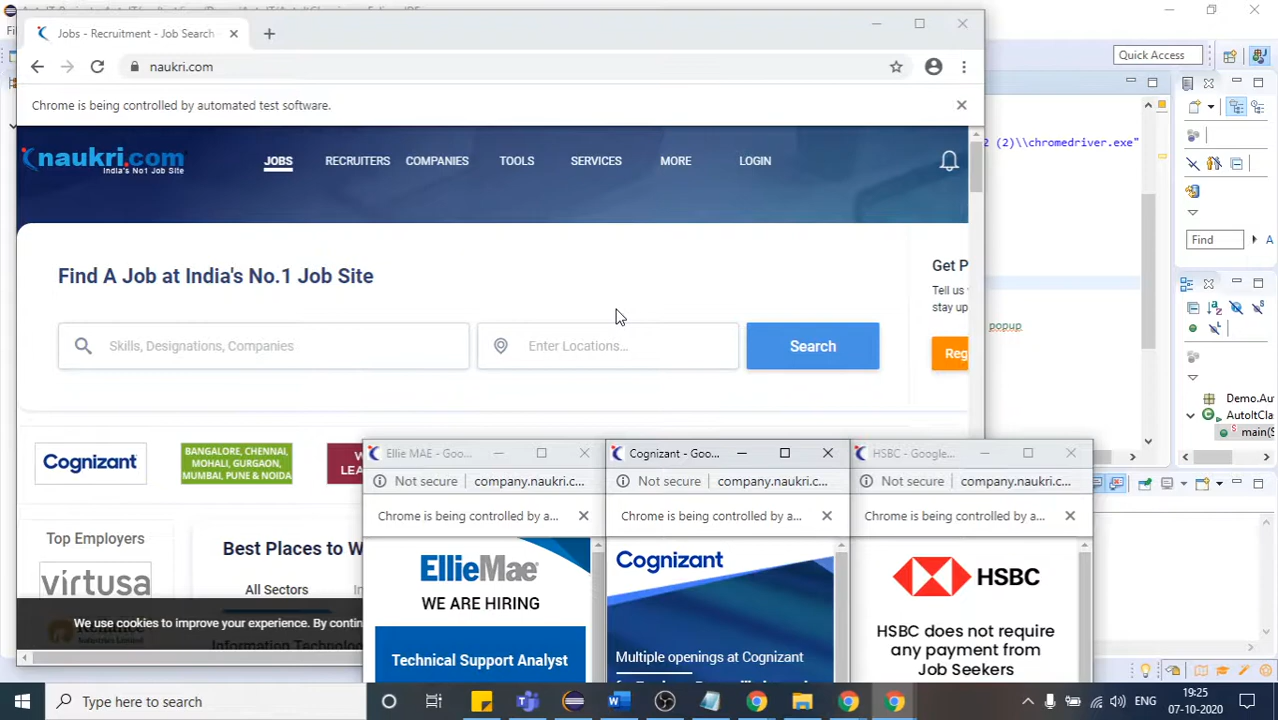 Jobs - Recruitment - Job Search
naukri.com
Quick Access
Chrome is being controlled by automated test software.
2 (2)\\chromedriver.exe"
naukri.com
India's No1 Job Site
JOBS
RECRUITERS
COMPANIES
TOOLS
SERVICES
MORE
LOGIN
Find
A
Find A Job at India's No.1 Job Site
Get P
Tell us
stay up
popup
Skills, Designations, Companies
Enter Locations...
Search
Reg
Demo.Au
AutoItCla
main(S
Cognizant
BANGALORE, CHENNAI,
MOHALI, GURGAON,
MUMBAI, PUNE & NOIDA
W
LEA
Ellie MAE - Goo...
Cognizant - Goo...
HSBC - Google...
Not secure
company.naukri.c...
Not secure
company.naukri.c...
Not secure
company.naukri.c...
Chrome is being controlled by a...
Chrome is being controlled by a...
Chrome is being controlled by a...
Top Employers
virtusa
Best Places to W
All Sectors
In
We use cookies to improve your experience. By contin
Information Technolog
EllieMae
WE ARE HIRING
Technical Support Analyst
Cognizant
Multiple openings at Cognizant
HSBC
HSBC does not require
any payment from
Job Seekers
Type here to search
ENG
19:25
07-10-2020